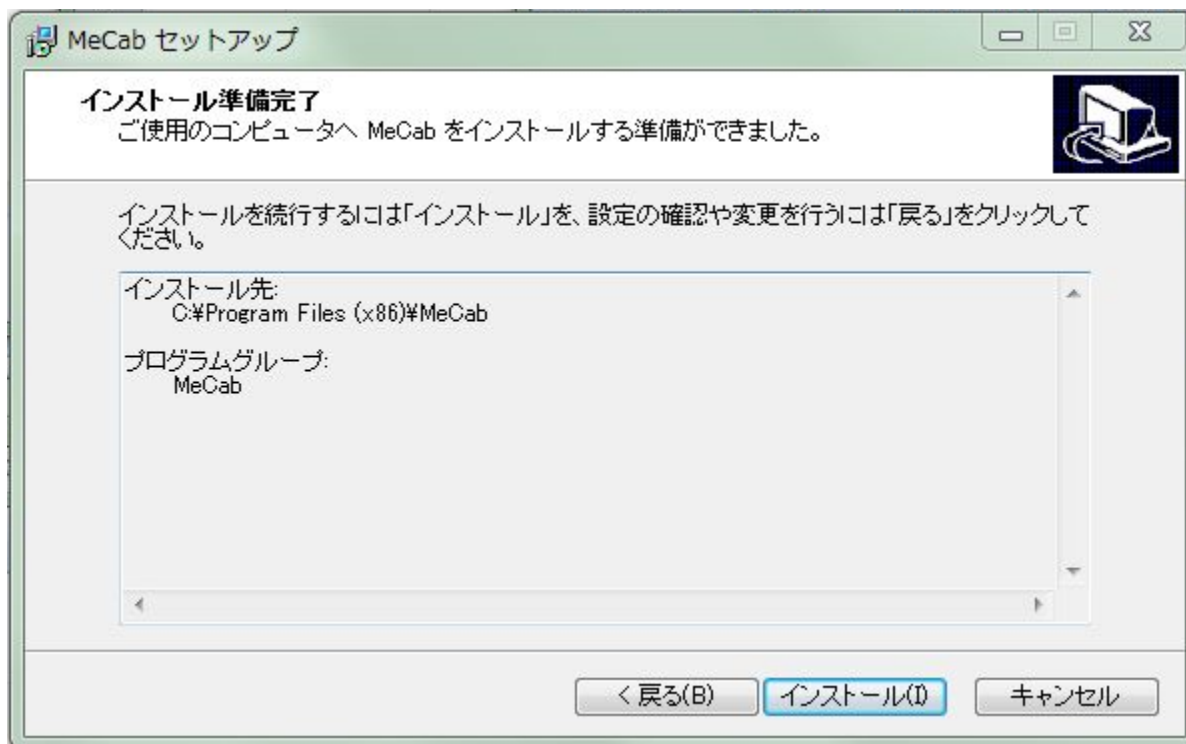 MeCab セットアップ
インストール準備完了
ご使用のコンピュータへ MeCab をインストールする準備ができました。
インストールを続行するには「インストール」を、設定の確認や変更を行うには「戻る」をクリックして
ください。
インストール先:
C:¥Program Files (x86)¥MeCab
プログラムグループ:
MeCab
< 戻る(B)
インストール(I)
キャンセル